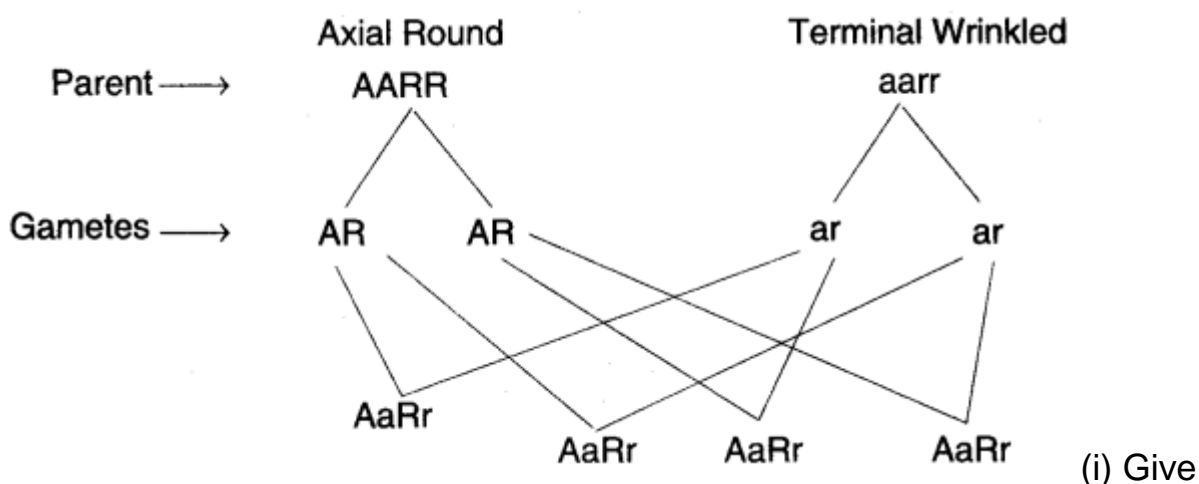 Axial Round Terminal Wrinkled
Parent → AARR aarr
Gametes → AR AR ar ar
AaRr
AaRr AaRr AaRr
(i) Give